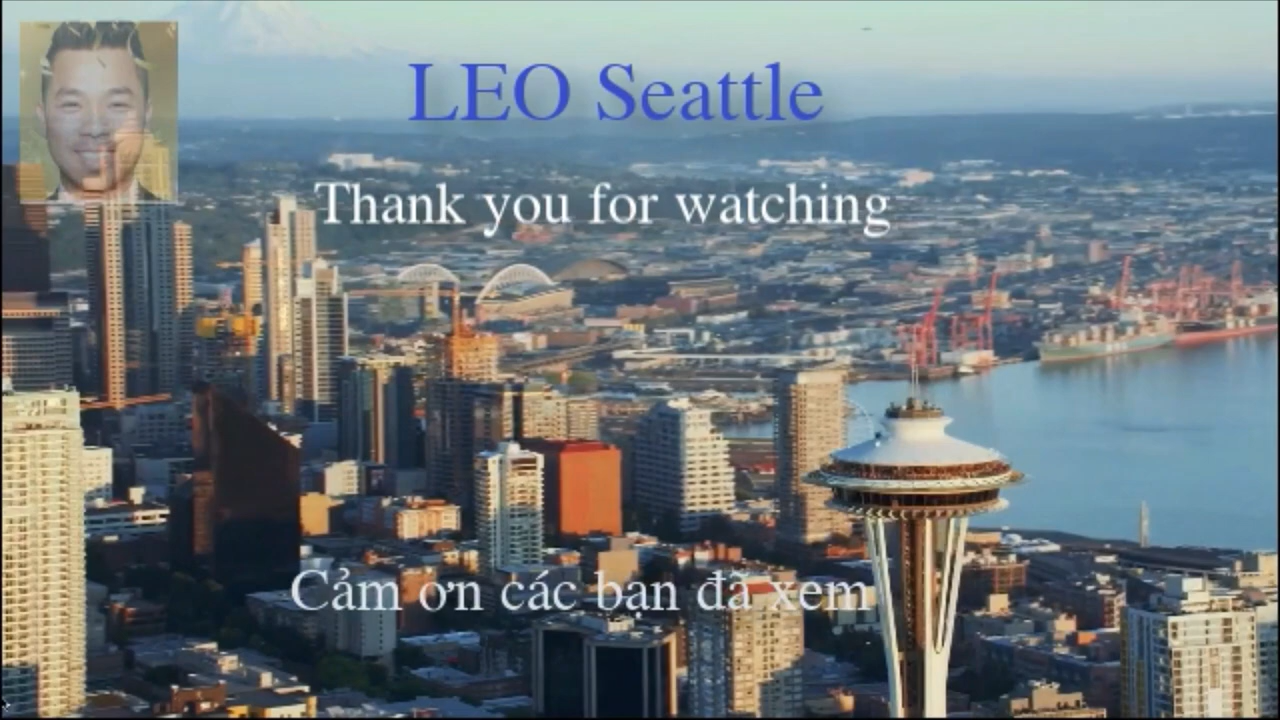 LEO Seattle
Thank you for watching
Cảm ơn các bạn đã xem